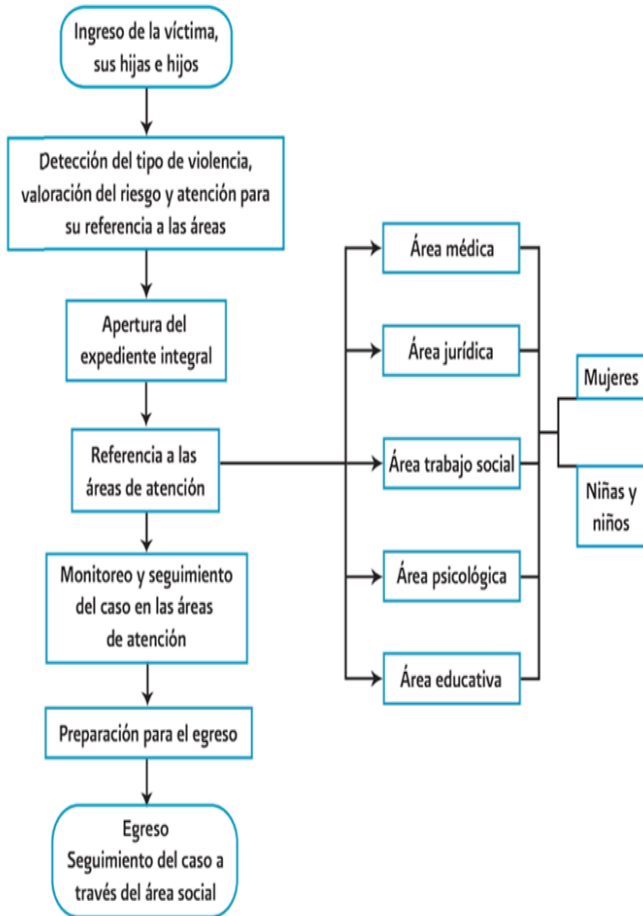 Ingreso de la víctima,
sus hijas e hijos
Detección del tipo de violencia,
valoración del riesgo y atención para
su referencia a las áreas
Apertura del
expediente integral
Referencia a las
áreas de atención
Monitoreo y seguimiento
del caso en las áreas
de atención
Preparación para el egreso
Egreso
Seguimiento del caso a
través del área social
Área médica
Área jurídica
Área trabajo social
Área psicológica
Área educativa
Mujeres
Niñas y
niños